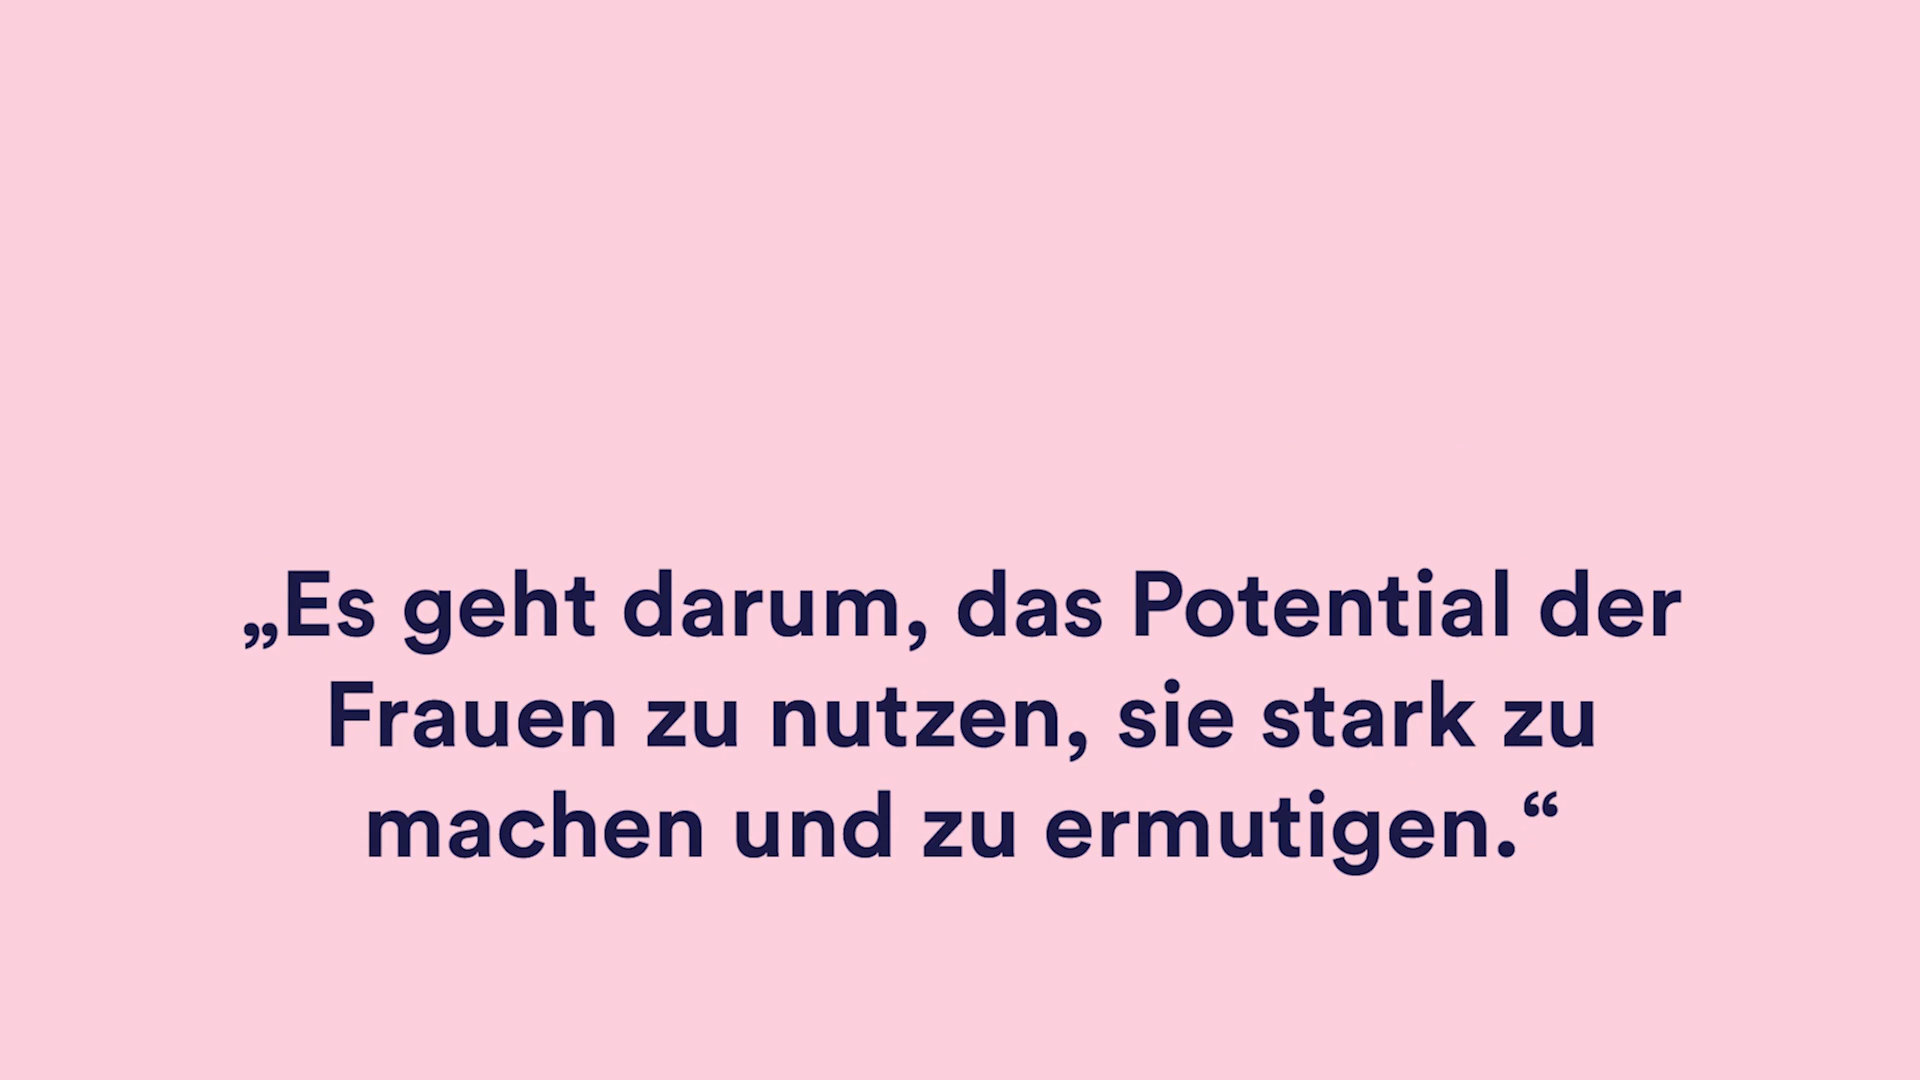 „Es geht darum, das Potential der
Frauen zu nutzen, sie stark zu
machen und zu ermutigen.“